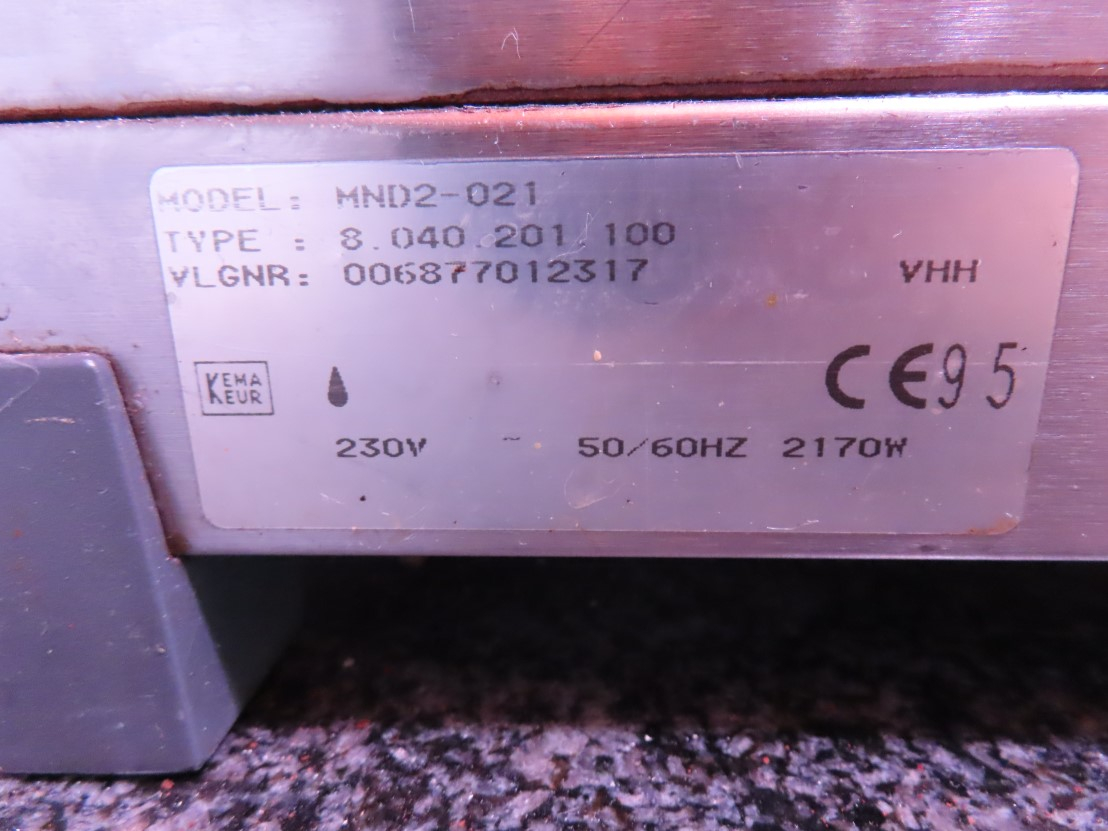 MODEL: MND2-021
TYPE : 8.040.201.100
VLGNR: 006877012317 VHH
KEMA
KEUR
CE95
230V ~ 50/60HZ 2170W